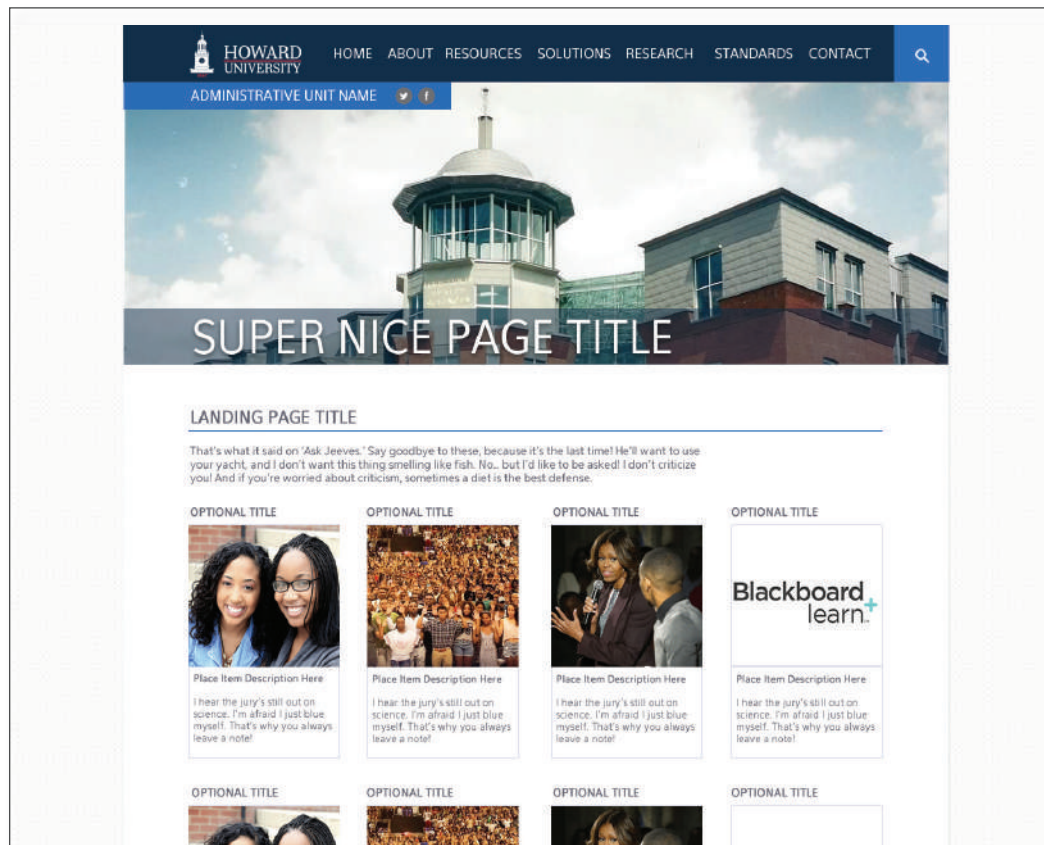 HOWARD
UNIVERSITY
HOME ABOUT RESOURCES SOLUTIONS RESEARCH STANDARDS CONTACT
ADMINISTRATIVE UNIT NAME
SUPER NICE PAGE TITLE
LANDING PAGE TITLE
That's what it said on 'Ask Jeeves.' Say goodbye to these, because it's the last time! He'll want to use
your yacht, and I don't want this thing smelling like fish. No… but I'd like to be asked! I don't criticize
you! And if you're worried about criticism, sometimes a diet is the best defense.
OPTIONAL TITLE
Place Item Description Here
I hear the jury's still out on
science. I'm afraid I just blue
myself. That's why you always
leave a note!
OPTIONAL TITLE
Place Item Description Here
I hear the jury's still out on
science. I'm afraid I just blue
myself. That's why you always
leave a note!
OPTIONAL TITLE
Place Item Description Here
I hear the jury's still out on
science. I'm afraid I just blue
myself. That's why you always
leave a note!
OPTIONAL TITLE
Blackboard
learn
Place Item Description Here
I hear the jury's still out on
science. I'm afraid I just blue
myself. That's why you always
leave a note!
OPTIONAL TITLE
OPTIONAL TITLE
OPTIONAL TITLE
OPTIONAL TITLE